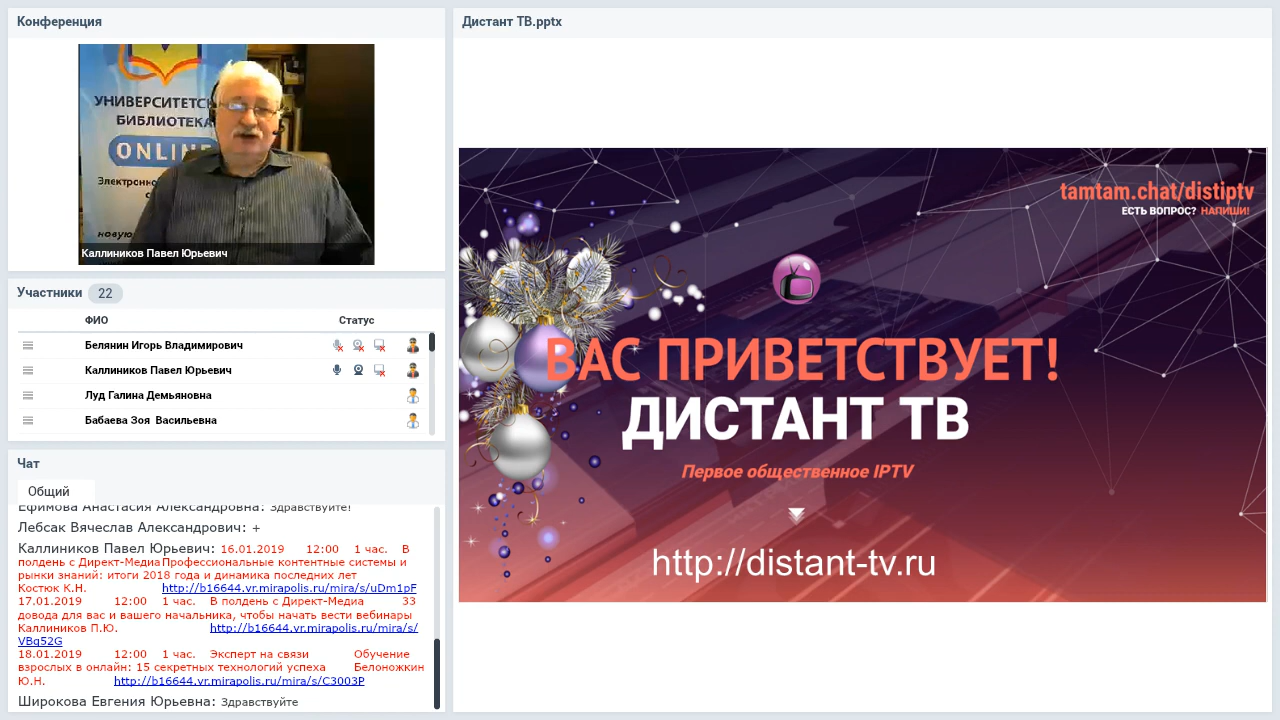 Конференция
УНИВЕРСИТЕТСК
БИБЛИОТЕКА
ONLINE
Электронно
новую
Каллиников Павел Юрьевич
Участники 22
ФИО Статус
Белянин Игорь Владимирович
Каллиников Павел Юрьевич
Луд Галина Демьяновна
Бабаева Зоя Васильевна
Чат
Общий
Ефимова Анастасия Александровна: Здравствуйте!
Лебсак Вячеслав Александрович: +
Каллиников Павел Юрьевич: 16.01.2019 12:00 1 час. В
полдень с Директ-Медиа Профессиональные контентные системы и
рынки знаний: итоги 2018 года и динамика последних лет
Костюк К.Н. http://b16644.vr.mirapolis.ru/mira/s/uDm1pF
17.01.2019 12:00 1 час. В полдень с Директ-Медиа 33
довода для вас и вашего начальника, чтобы начать вести вебинары
Каллиников П.Ю. http://b16644.vr.mirapolis.ru/mira/s/
VBq52G
18.01.2019 12:00 1 час. Эксперт на связи Обучение
взрослых в онлайн: 15 секретных технологий успеха Белоножкин
Ю.Н. http://b16644.vr.mirapolis.ru/mira/s/C3003P
Широкова Евгения Юрьевна: Здравствуйте
Дистант ТВ.pptx
tamtam.chat/distiptv
ЕСТЬ ВОПРОС? НАПИШИ!
ВАС ПРИВЕТСТВУЕТ!
ДИСТАНТ ТВ
Первое общественное IPTV
http://distant-tv.ru